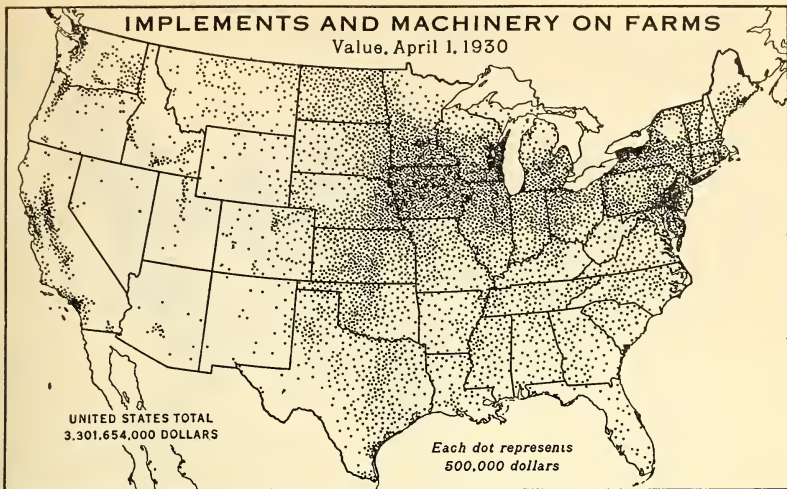 IMPLEMENTS AND MACHINERY ON FARMS
Value, April 1, 1930
UNITED STATES TOTAL
3,301,654,000 DOLLARS
Each dot represents
500,000 dollars